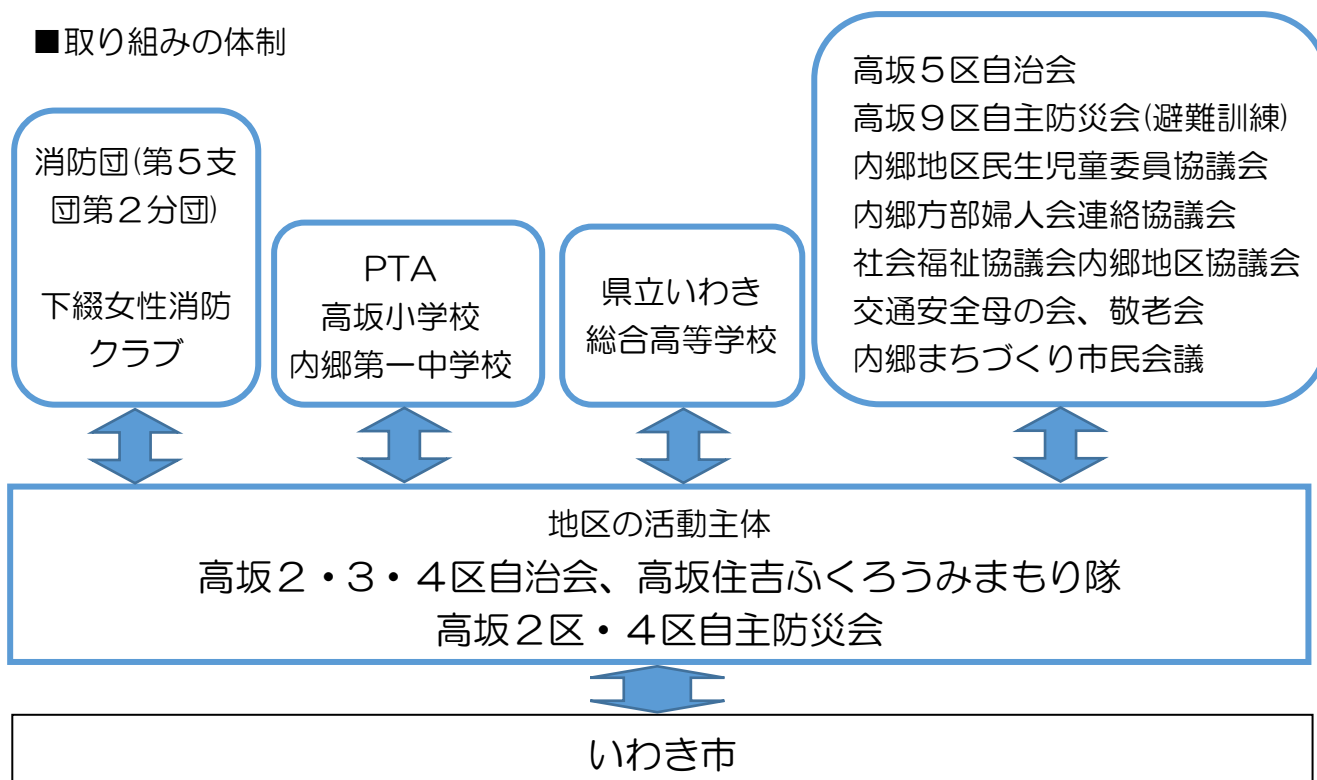 ■取り組みの体制
消防団(第５支
団第２分団)
下綴女性消防
クラブ
PTA
高坂小学校
内郷第一中学校
県立いわき
総合高等学校
高坂５区自治会
高坂９区自主防災会(避難訓練)
内郷地区民生児童委員協議会
内郷方部婦人会連絡協議会
社会福祉協議会内郷地区協議会
交通安全母の会、敬老会
内郷まちづくり市民会議
地区の活動主体
高坂２・３・４区自治会、高坂住吉ふくろうみまもり隊
高坂２区・４区自主防災会
いわき市